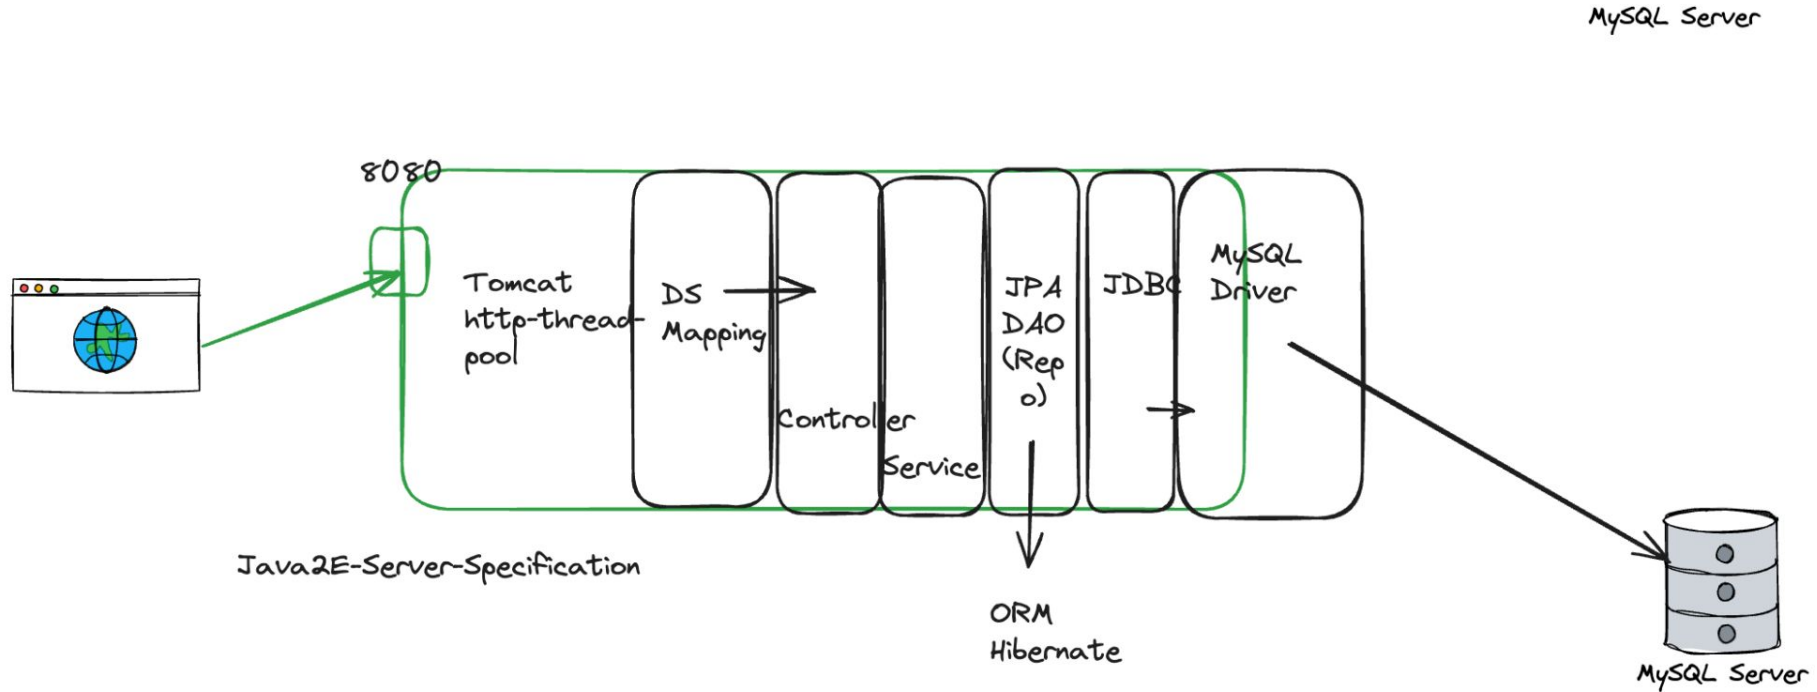 MySQL Server
8080
Tomcat
http-thread-
pool
DS
Mapping
Controller
Service
JPA
DAO
(Rep
o)
JDBC
MySQL
Driver
Java2E-Server-Specification
ORM
Hibernate
MySQL Server